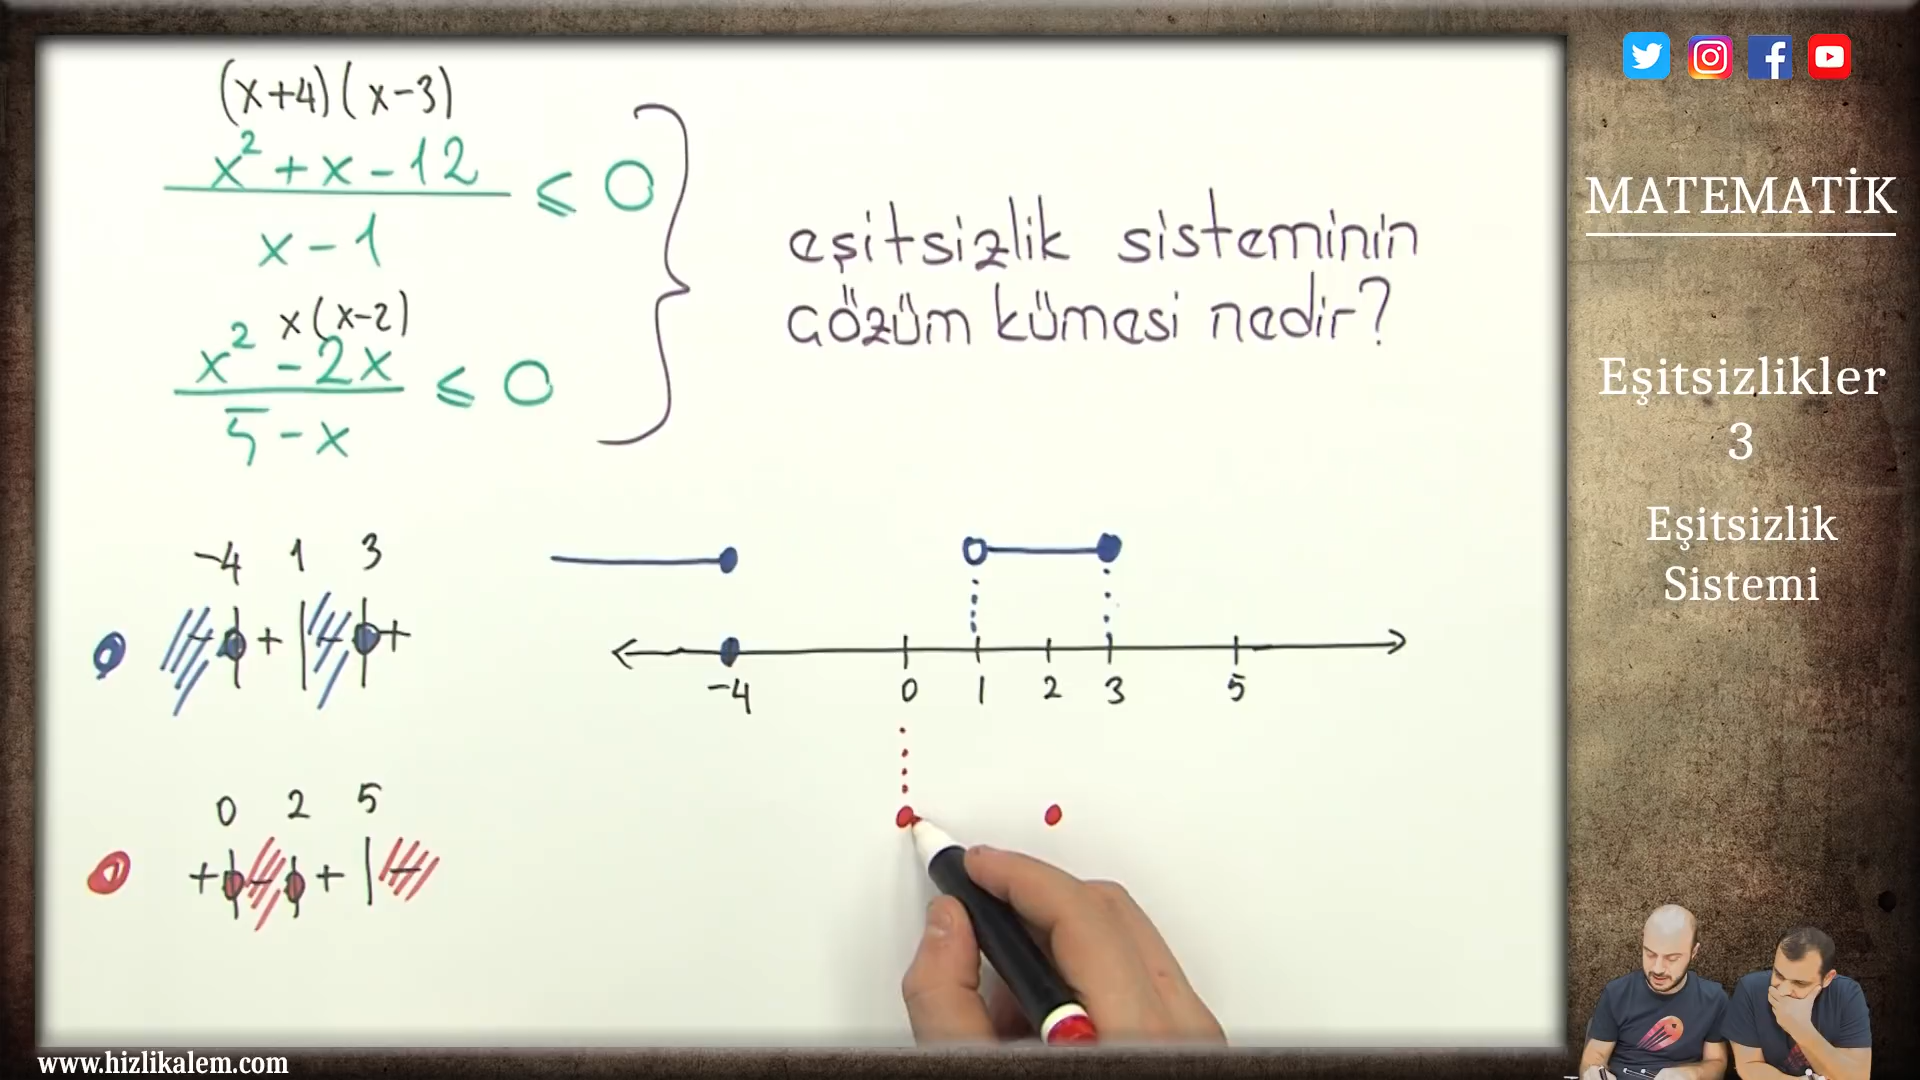 (x+4)(x-3)
x² + x - 12
x - 1
≤ 0
x(x-2)
x² - 2x
5 - x
≤ 0
eşitsizlik sisteminin
çözüm kümesi nedir?
-4 1 3
- + - +
0 2 5
+ - + -
-4 0 1 2 3 5
MATEMATİK
Eşitsizlikler
3
Eşitsizlik
Sistemi
www.hizlikalem.com